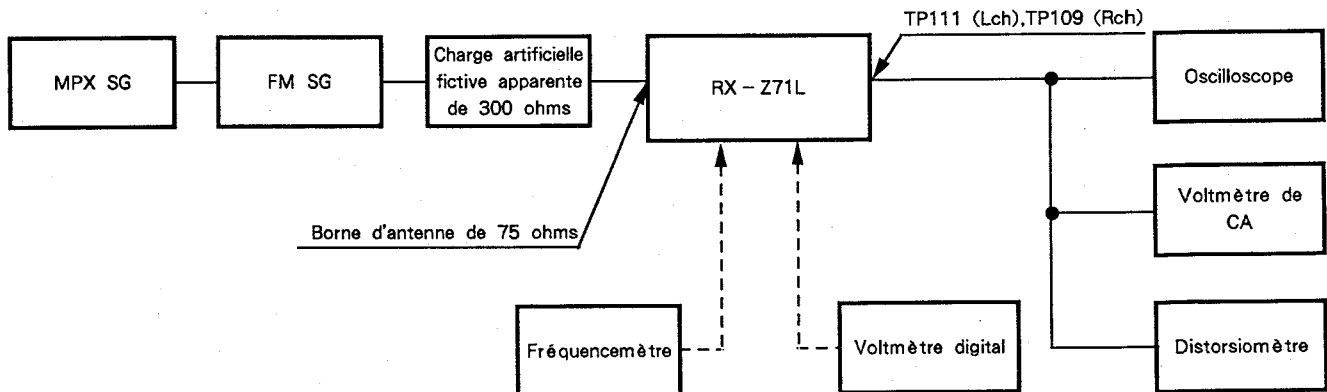 TP111 (Lch),TP109 (Rch)
MPX SG
FM SG
Charge artificielle
fictive apparente
de 300 ohms
RX – Z71L
Oscilloscope
Voltmètre de
CA
Borne d'antenne de 75 ohms
Fréquencemètre
Voltmètre digital
Distorsiomètre